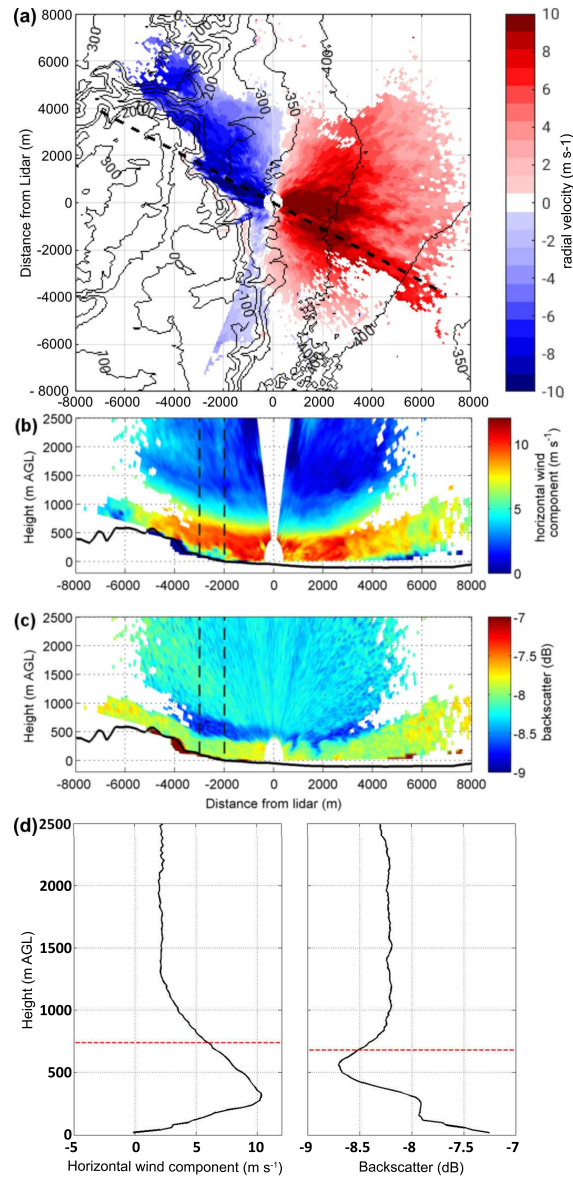 (a)
8000
6000
4000
2000
0
-2000
-4000
-6000
- 8000
Distance from Lidar (m)
-8000 -6000 -4000 -2000 0 2000 4000 6000 8000
300
-300
-350
-400
-400
-350
100
-100
10
8
6
4
2
0
-2
-4
-6
-8
-10
radial velocity (m s-1)
(b)
2500
2000
1500
1000
500
0
Height (m AGL)
-8000 -6000 -4000 -2000 0 2000 4000 6000 8000
10
5
0
horizontal wind
component (m s⁻¹)
(c)
2500
2000
1500
1000
500
0
Height (m AGL)
-8000 -6000 -4000 -2000 0 2000 4000 6000 8000
Distance from lidar (m)
-7
-7.5
-8
-8.5
-9
backscatter (dB)
(d)
2500
2000
1500
1000
500
0
Height (m AGL)
-5 0 5 10
Horizontal wind component (m s⁻¹)
-9 -8.5 -8 -7.5 -7
Backscatter (dB)